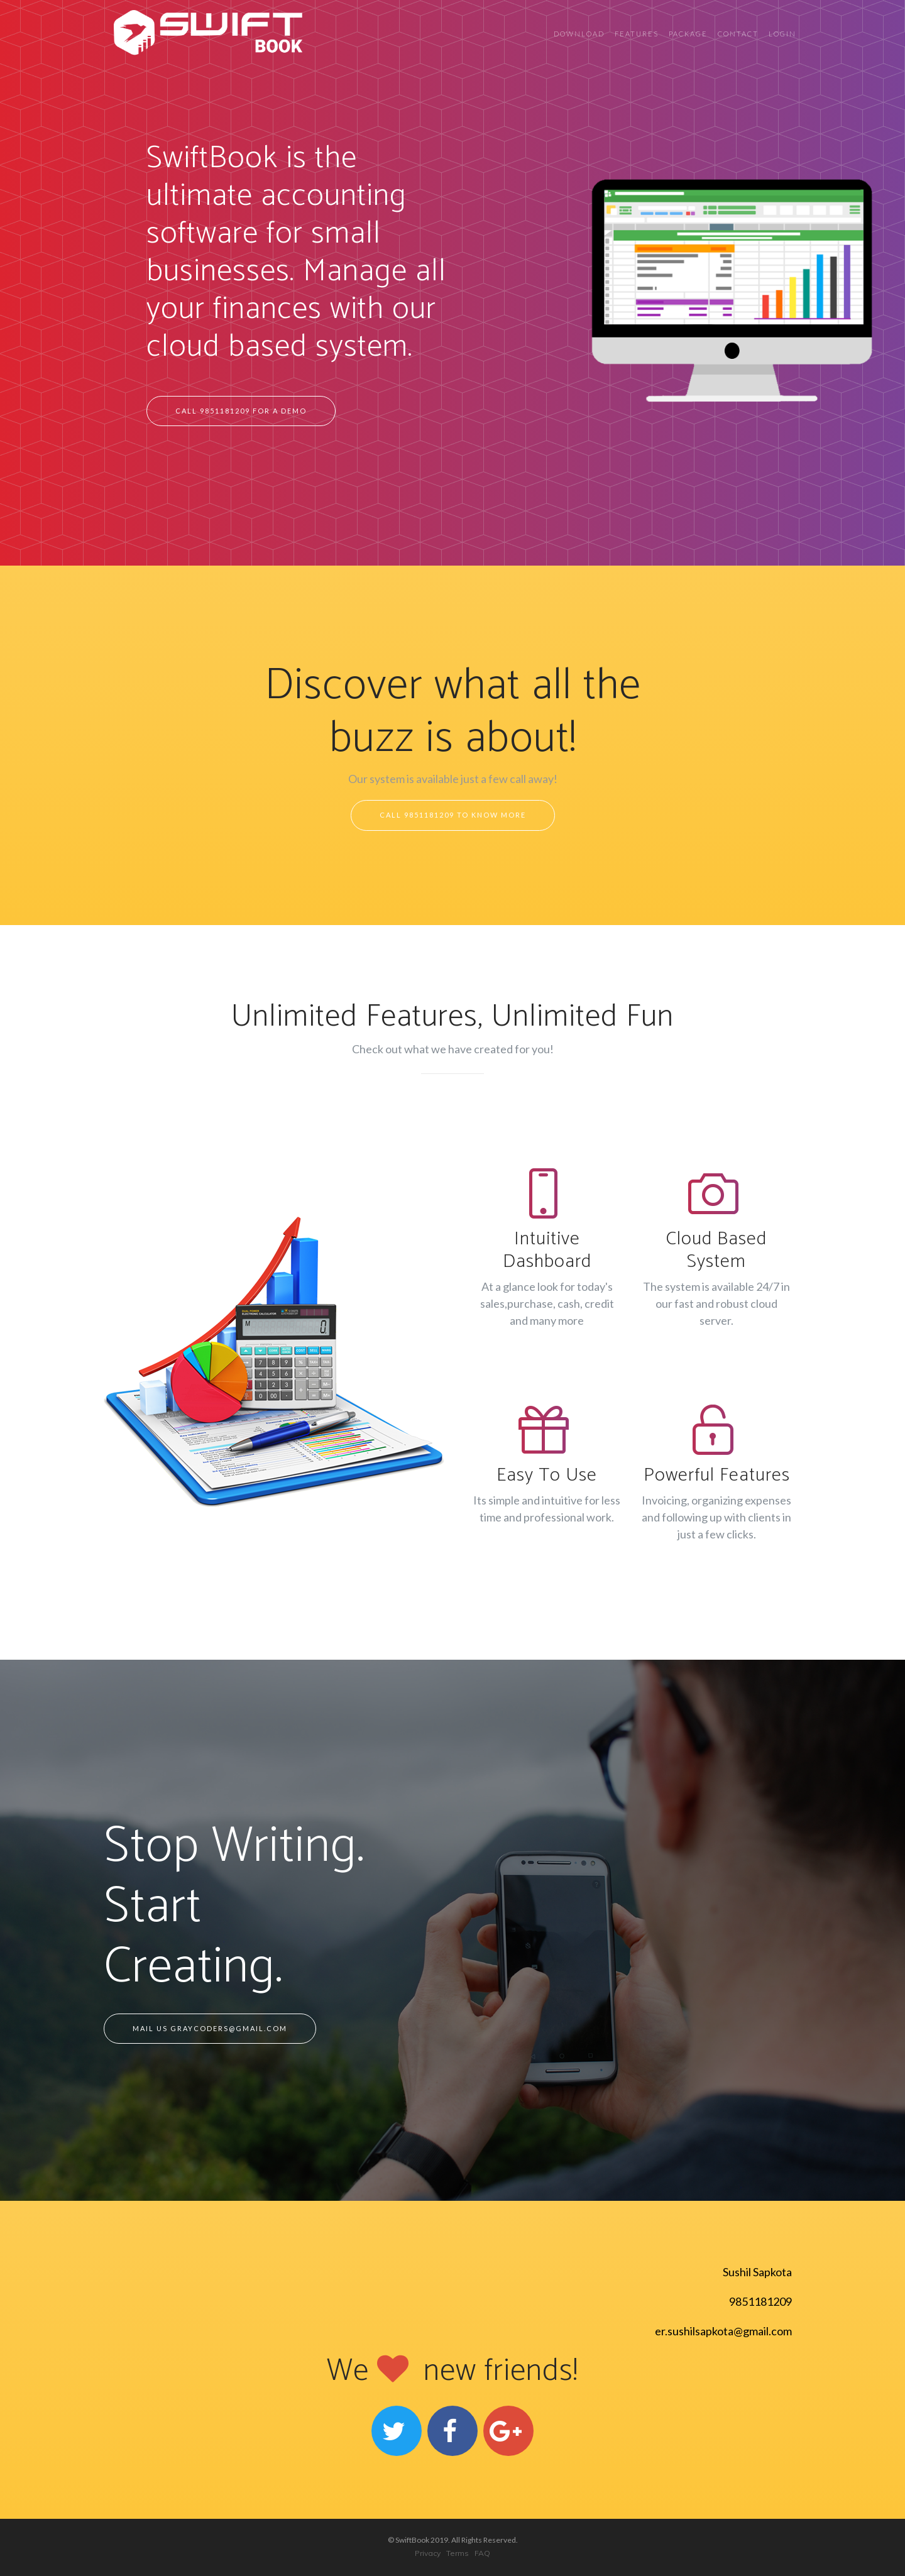 SWIFT
BOOK
DOWNLOAD FEATURES PACKAGE CONTACT LOGIN
SwiftBook is the
ultimate accounting
software for small
businesses. Manage all
your finances with our
cloud based system.
CALL 9851181209 FOR A DEMO
Discover what all the
buzz is about!
Our system is available just a few call away!
CALL 9851181209 TO KNOW MORE
Unlimited Features, Unlimited Fun
Check out what we have created for you!
Intuitive
Dashboard
At a glance look for today's
sales,purchase, cash, credit
and many more
Cloud Based
System
The system is available 24/7 in
our fast and robust cloud
server.
Easy To Use
Its simple and intuitive for less
time and professional work.
Powerful Features
Invoicing, organizing expenses
and following up with clients in
just a few clicks.
Stop Writing.
Start
Creating.
MAIL US GRAYCODERS@GMAIL.COM
Sushil Sapkota
9851181209
er.sushilsapkota@gmail.com
We new friends!
© SwiftBook 2019. All Rights Reserved.
Privacy Terms FAQ